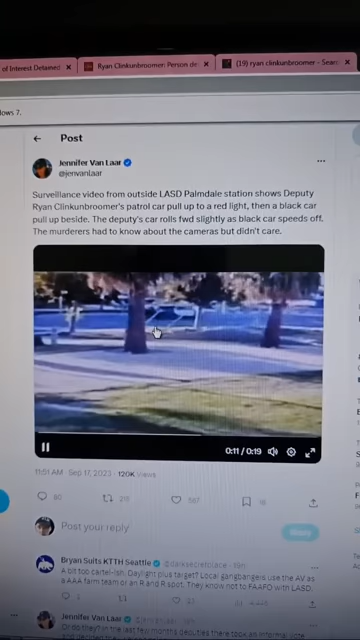 of Interest Detained
Ryan Clinkunbroomer: Person de
(19) ryan clinkunbroomer - Sear
ows 7.
Post
Jennifer Van Laar
@jenvanlaar
Surveillance video from outside LASD Palmdale station shows Deputy
Ryan Clinkunbroomer's patrol car pull up to a red light, then a black car
pull up beside. The deputy's car rolls fwd slightly as black car speeds off.
The murderers had to know about the cameras but didn't care.
0:11 / 0:19
11:51 AM · Sep 17, 2023 · 120K Views
Post your reply
Bryan Suits KTTH Seattle
A bit too cartel-ish. Daylight plus target? Local gangbangers use the AV as
a AAA farm team or an R and R spot. They know not to FAAFO with LASD.
Jennifer Van Laar